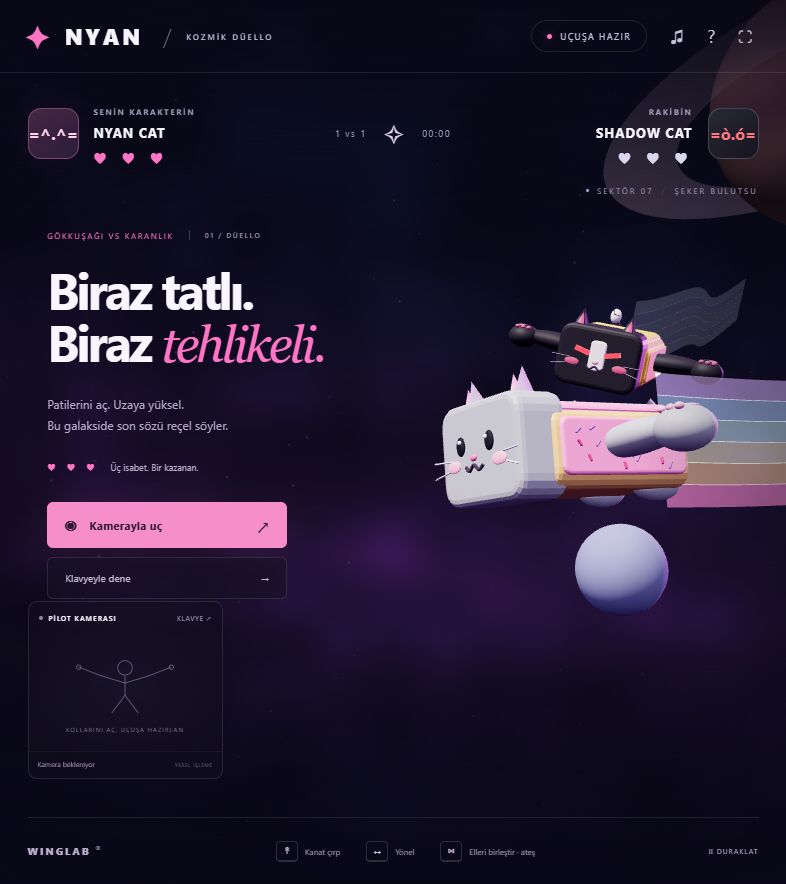 NYAN / KOZMİK DÜELLO
UÇUŞA HAZIR
?
SENİN KARAKTERİN
=^.^= NYAN CAT
1 vs 1
00:00
RAKİBİN
SHADOW CAT =ò.ó=
SEKTÖR 07 / ŞEKER BULUTSU
GÖKKUŞAĞI VS KARANLIK
01 / DÜELLO
Biraz tatlı.
Biraz tehlikeli.
Patilerini aç. Uzaya yüksel.
Bu galakside son sözü reçel söyler.
Üç isabet. Bir kazanan.
Kamerayla uç ↗
Klavyeyle dene →
PİLOT KAMERASI
KLAVYE ↗
KOLLARINI AÇ, UÇUŞA HAZIRLAN
Kamera bekleniyor
YEREL İŞLEME
WINGLAB ®
Kanat çırp
↔ Yönel
Elleri birleştir · ateş
II DURAKLAT